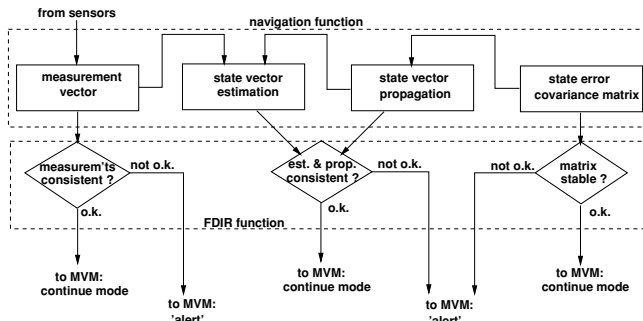 from sensors
navigation function
measurement
vector
state vector
estimation
state vector
propagation
state error
covariance matrix
measurem'ts
consistent ?
not o.k.
est. & prop.
consistent ?
not o.k.
not o.k.
matrix
stable ?
o.k.
o.k.
o.k.
FDIR function
to MVM:
continue mode
to MVM:
'alert'
to MVM:
continue mode
to MVM:
'alert'
to MVM:
continue mode